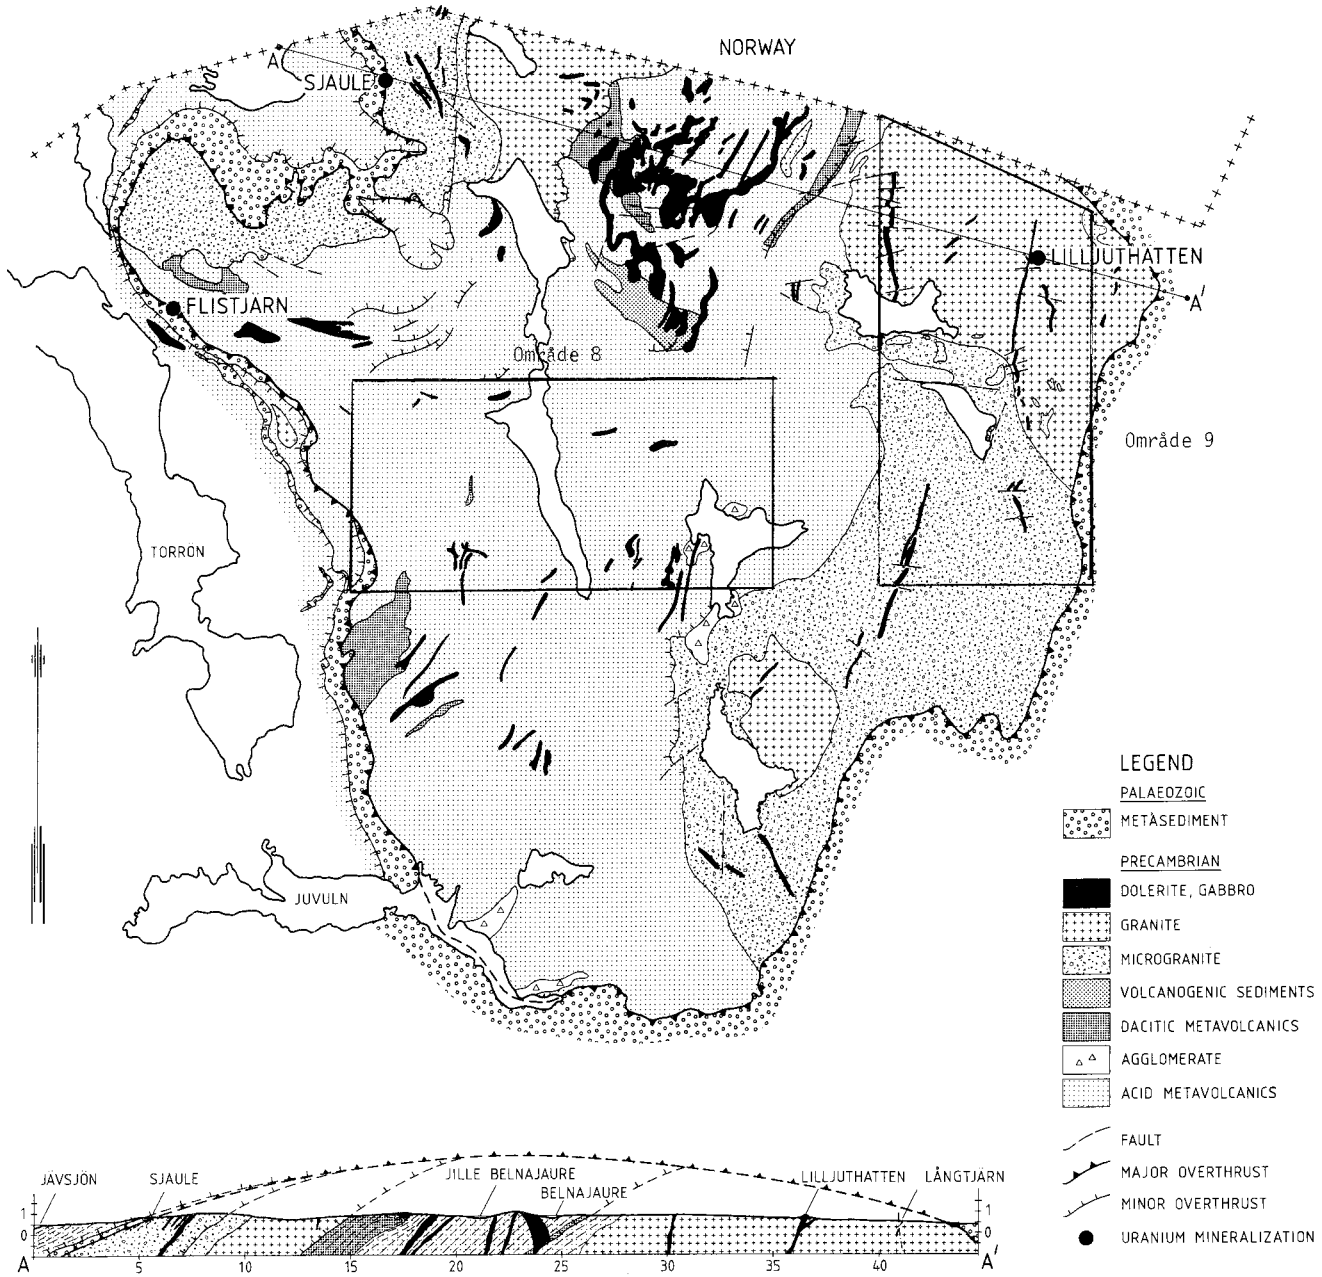 NORWAY
A
SJAULE
LILLJUTHATTEN
A'
FLISTJÄRN
Område 8
Område 9
TORRÖN
JUVULN
LEGEND
PALAEOZOIC
METASEDIMENT
PRECAMBRIAN
DOLERITE, GABBRO
GRANITE
MICROGRANITE
VOLCANOGENIC SEDIMENTS
DACITIC METAVOLCANICS
AGGLOMERATE
ACID METAVOLCANICS
FAULT
MAJOR OVERTHRUST
MINOR OVERTHRUST
URANIUM MINERALIZATION
JÄVSJÖN
SJAULE
JILLE BELNAJAURE
BELNAJAURE
LILLJUTHATTEN
LÅNGTJÄRN
1
1
0
0
A
5
10
15
20
25
30
35
40
A'